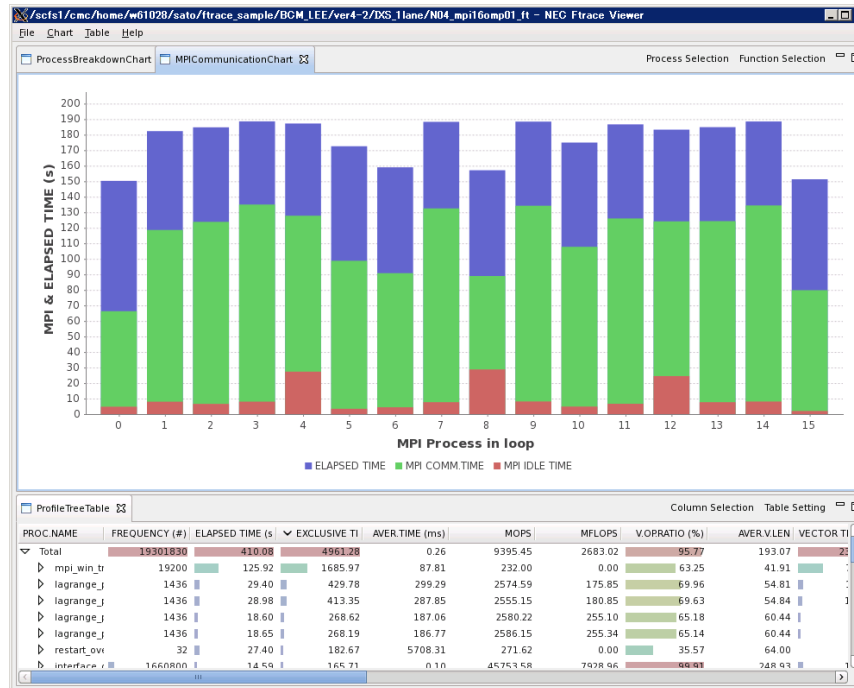 /scfs1/cmc/home/w61028/sato/ftrace_sample/BCM_LEE/ver4-2/IXS_1lane/N04_mpi16omp01_ft - NEC Ftrace Viewer
File Chart Table Help
ProcessBreakdownChart MPICommunicationChart Process Selection Function Selection
200
190
180
170
160
150
140
130
120
110
100
90
80
70
60
50
40
30
20
10
0
MPI & ELAPSED TIME (s)
0 1 2 3 4 5 6 7 8 9 10 11 12 13 14 15
MPI Process in loop
ELAPSED TIME MPI COMM.TIME MPI IDLE TIME
ProfileTreeTable Column Selection Table Setting
PROC.NAME FREQUENCY (#) ELAPSED TIME (s EXCLUSIVE TI AVER.TIME (ms) MOPS MFLOPS V.OP.RATIO (%) AVER.V.LEN VECTOR TI
Total 19301830 410.08 4961.28 0.26 9395.45 2683.02 95.77 193.07 23
mpi_win_tr 19200 125.92 1685.97 87.81 232.00 0.00 63.25 41.91
lagrange_p 1436 29.40 429.78 299.29 2574.59 175.85 69.96 54.81
lagrange_p 1436 28.98 413.35 287.85 2555.15 180.85 69.63 54.84
lagrange_p 1436 18.60 268.62 187.06 2580.22 255.10 65.18 60.44
lagrange_p 1436 18.65 268.19 186.77 2586.15 255.34 65.14 60.44
restart_ove 32 27.40 182.67 5708.31 271.62 0.00 35.57 64.00
interface_ 1660800 14.59 165.71 0.10 45753.58 7928.96 99.91 248.93